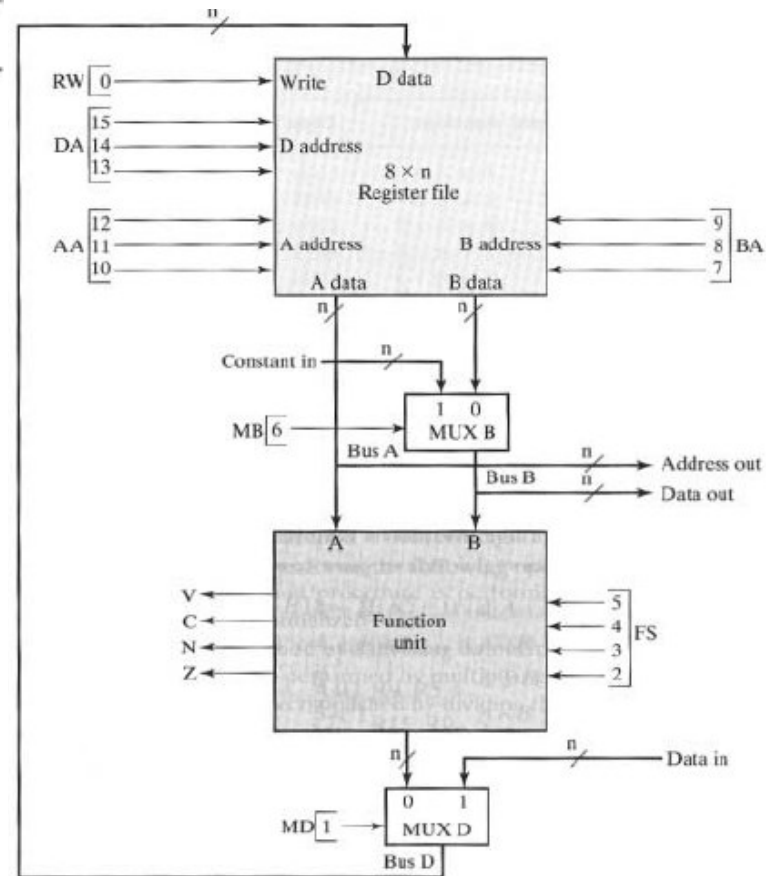 n
RW 0 Write D data
15
DA 14 D address
13
8 × n
Register file
12
AA 11 A address
10
9
B address 8 BA
7
A data B data
n n
Constant in n
1 0
MB 6 MUX B
Bus A
n Address out
Bus B
n Data out
A B
V
C
N
Z
Function
unit
5
4
3
2
FS
n n Data in
0 1
MD 1 MUX D
Bus D